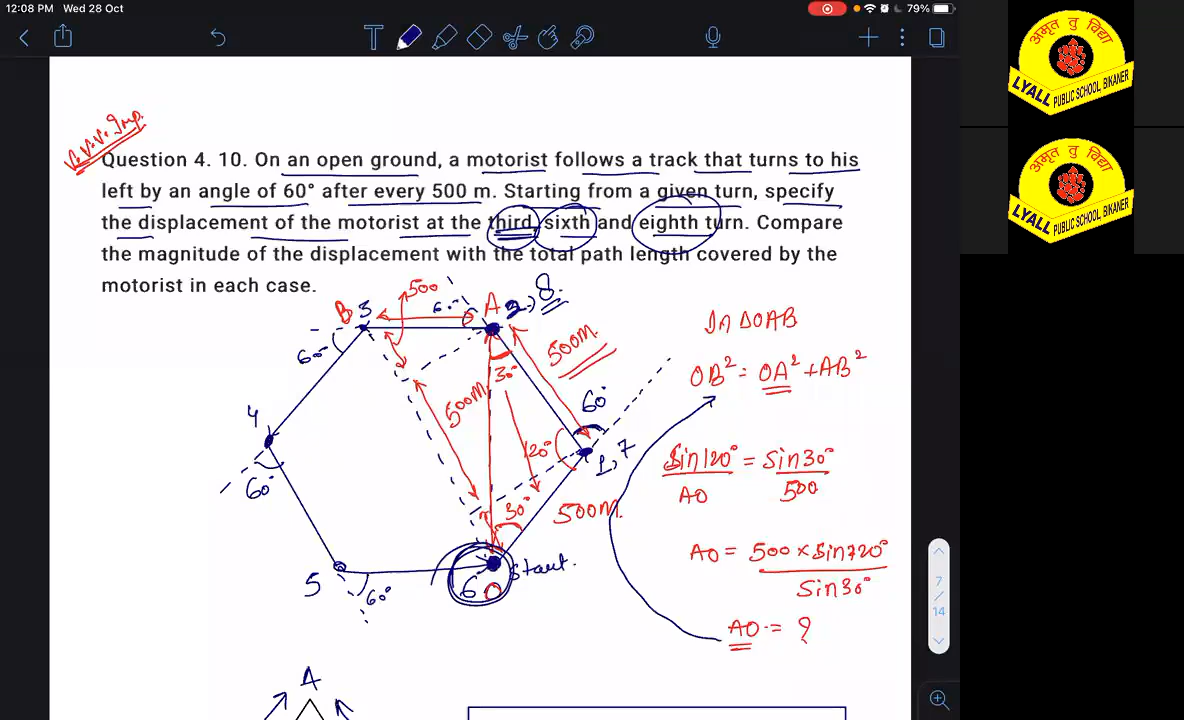 12:08 PM Wed 28 Oct
79%
अमृत तु विद्या
LYALL PUBLIC SCHOOL BIKANER
अमृत तु विद्या
LYALL PUBLIC SCHOOL BIKANER
V.V.V. Imp.
Question 4. 10. On an open ground, a motorist follows a track that turns to his
left by an angle of 60° after every 500 m. Starting from a given turn, specify
the displacement of the motorist at the third, sixth and eighth turn. Compare
the magnitude of the displacement with the total path length covered by the
motorist in each case.
500
B 3
60°
A 2, 8
60°
500M
30°
500M
60°
120°
1, 7
4
60°
30°
500M
5
60°
6 O
Start.
In ΔOAB
OB² = OA² + AB²
Sin120° = Sin30°
AO 500
AO = 500 × Sin120°
Sin30°
AO = ?
A
7
/
14